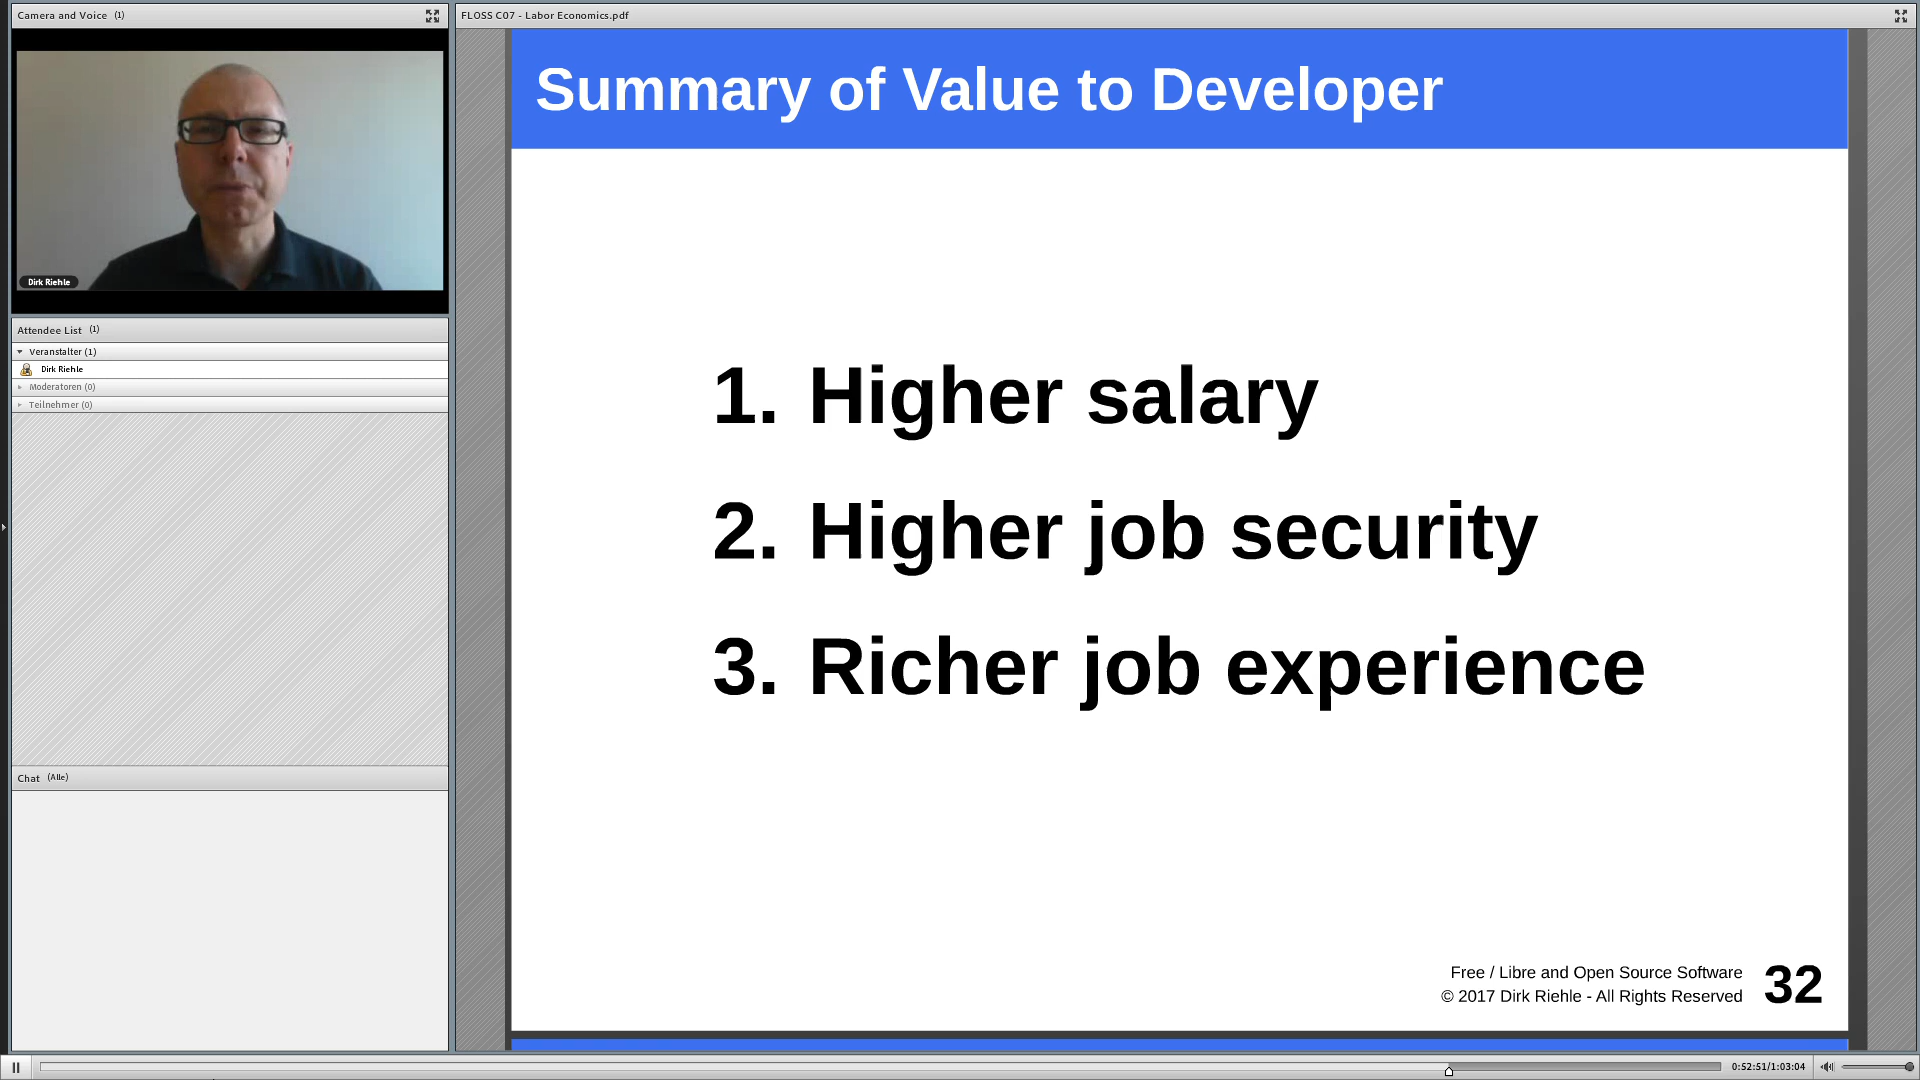 Camera and Voice (1)
Dirk Riehle
Attendee List (1)
Veranstalter (1)
Dirk Riehle
Moderatoren (0)
Teilnehmer (0)
Chat (Alle)
FLOSS C07 - Labor Economics.pdf
Summary of Value to Developer
1. Higher salary
2. Higher job security
3. Richer job experience
Free / Libre and Open Source Software
© 2017 Dirk Riehle - All Rights Reserved
32
0:52:51/1:03:04